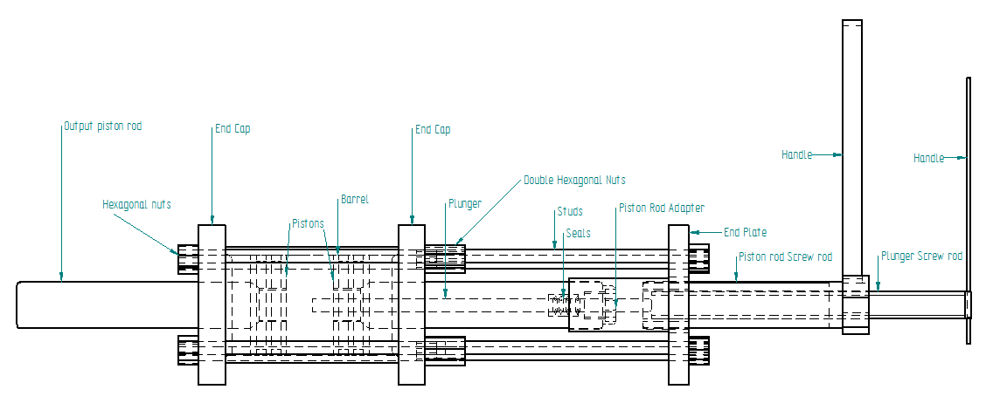 Output piston rod
End Cap
End Cap
Handle
Handle
Double Hexagonal Nuts
Hexagonal nuts
Barrel
Plunger
Studs
Piston Rod Adapter
Pistons
Seals
End Plate
Piston rod Screw rod
Plunger Screw rod